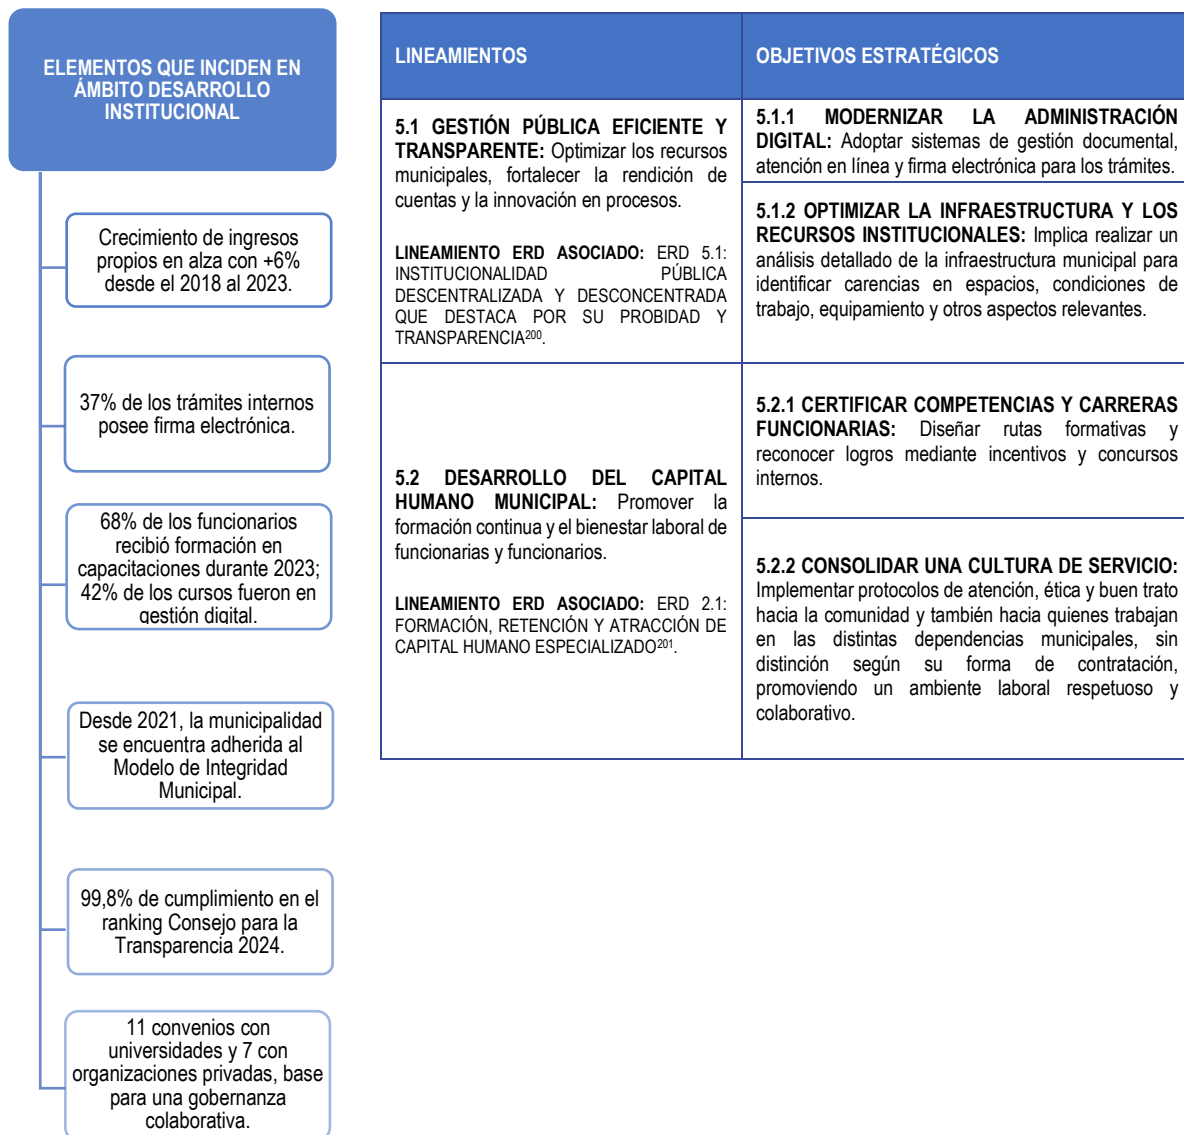 ELEMENTOS QUE INCIDEN EN
ÁMBITO DESARROLLO
INSTITUCIONAL
Crecimiento de ingresos
propios en alza con +6%
desde el 2018 al 2023.
37% de los trámites internos
posee firma electrónica.
68% de los funcionarios
recibió formación en
capacitaciones durante 2023;
42% de los cursos fueron en
gestión digital.
Desde 2021, la municipalidad
se encuentra adherida al
Modelo de Integridad
Municipal.
99,8% de cumplimiento en el
ranking Consejo para la
Transparencia 2024.
11 convenios con
universidades y 7 con
organizaciones privadas, base
para una gobernanza
colaborativa.
LINEAMIENTOS
OBJETIVOS ESTRATÉGICOS
5.1 GESTIÓN PÚBLICA EFICIENTE Y
TRANSPARENTE: Optimizar los recursos
municipales, fortalecer la rendición de
cuentas y la innovación en procesos.
LINEAMIENTO ERD ASOCIADO: ERD 5.1:
INSTITUCIONALIDAD PÚBLICA
DESCENTRALIZADA Y DESCONCENTRADA
QUE DESTACA POR SU PROBIDAD Y
TRANSPARENCIA200.
5.1.1 MODERNIZAR LA ADMINISTRACIÓN
DIGITAL: Adoptar sistemas de gestión documental,
atención en línea y firma electrónica para los trámites.
5.1.2 OPTIMIZAR LA INFRAESTRUCTURA Y LOS
RECURSOS INSTITUCIONALES: Implica realizar un
análisis detallado de la infraestructura municipal para
identificar carencias en espacios, condiciones de
trabajo, equipamiento y otros aspectos relevantes.
5.2 DESARROLLO DEL CAPITAL
HUMANO MUNICIPAL: Promover la
formación continua y el bienestar laboral de
funcionarias y funcionarios.
LINEAMIENTO ERD ASOCIADO: ERD 2.1:
FORMACIÓN, RETENCIÓN Y ATRACCIÓN DE
CAPITAL HUMANO ESPECIALIZADO201.
5.2.1 CERTIFICAR COMPETENCIAS Y CARRERAS
FUNCIONARIAS: Diseñar rutas formativas y
reconocer logros mediante incentivos y concursos
internos.
5.2.2 CONSOLIDAR UNA CULTURA DE SERVICIO:
Implementar protocolos de atención, ética y buen trato
hacia la comunidad y también hacia quienes trabajan
en las distintas dependencias municipales, sin
distinción según su forma de contratación,
promoviendo un ambiente laboral respetuoso y
colaborativo.